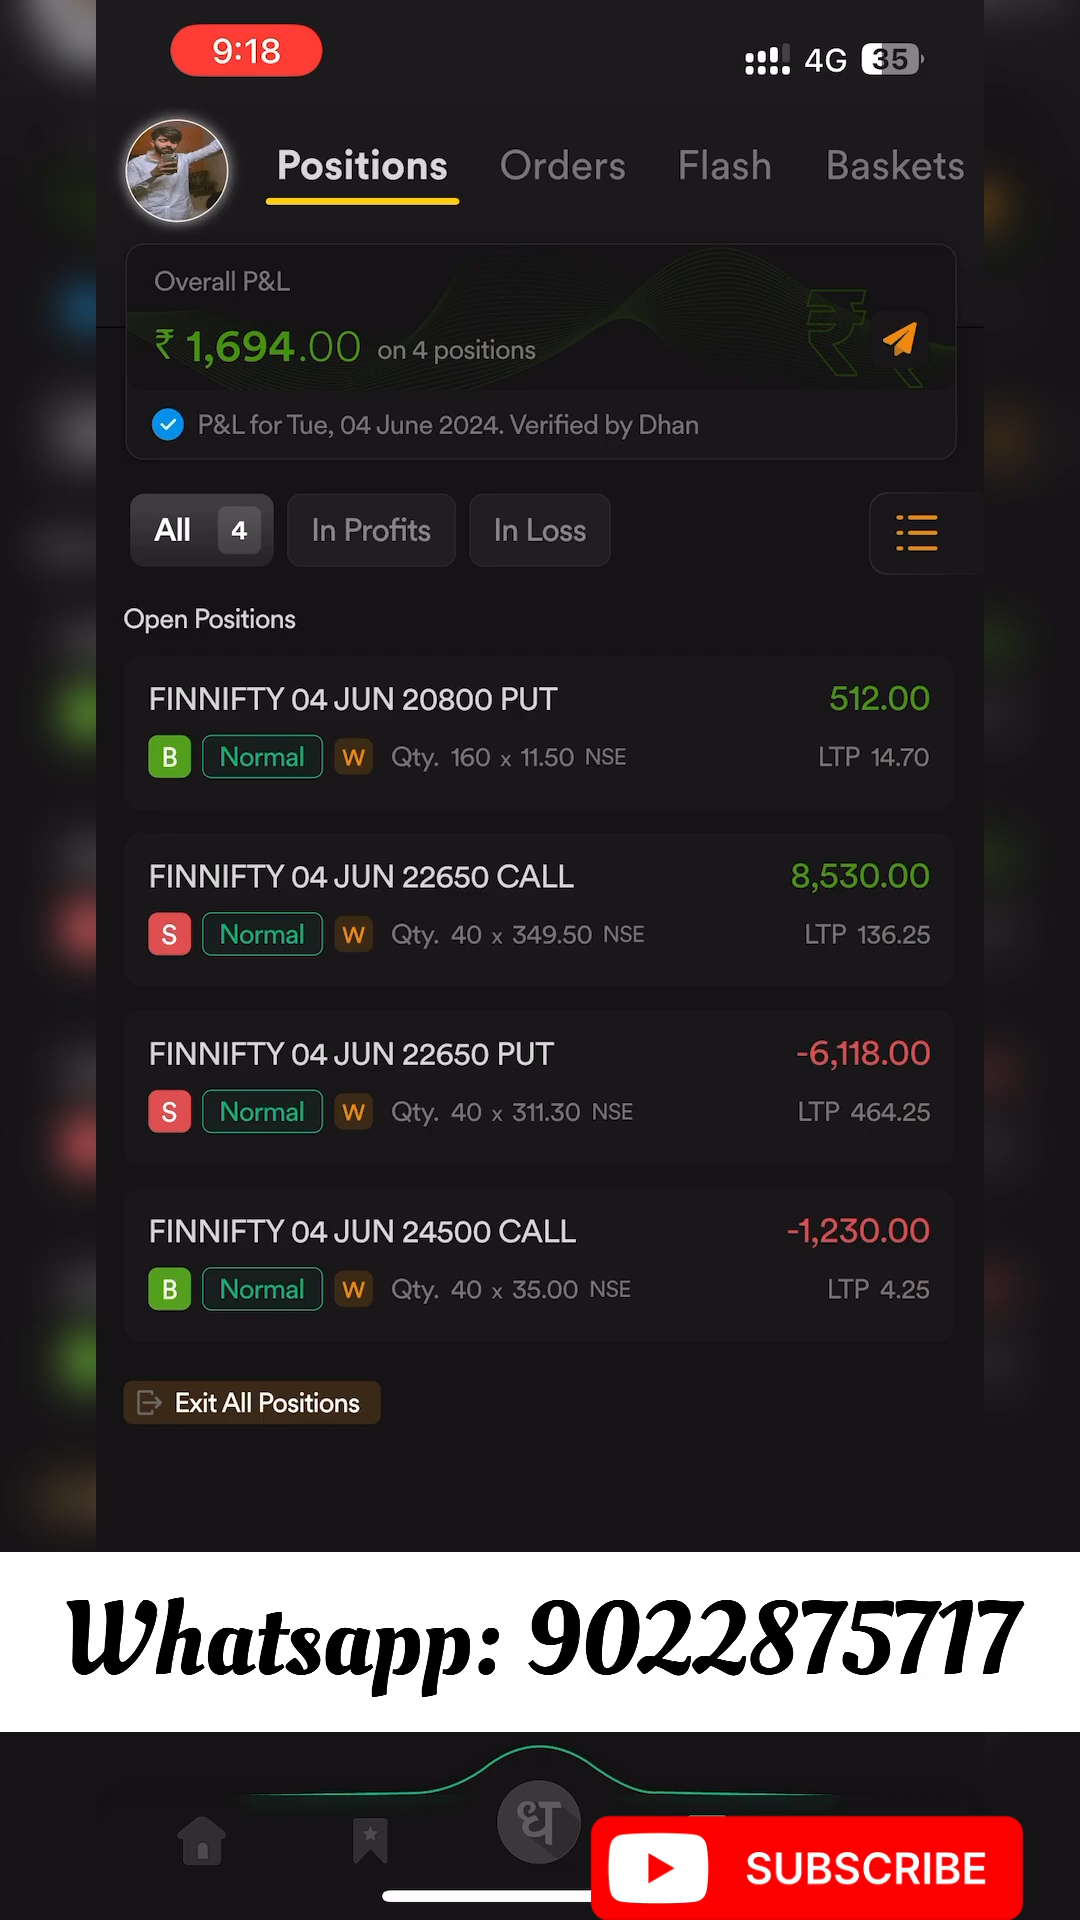 9:18
4G 35
Positions Orders Flash Baskets
Overall P&L
₹ 1,694.00 on 4 positions
P&L for Tue, 04 June 2024. Verified by Dhan
All 4 In Profits In Loss
Open Positions
FINNIFTY 04 JUN 20800 PUT 512.00
B Normal W Qty. 160 x 11.50 NSE LTP 14.70
FINNIFTY 04 JUN 22650 CALL 8,530.00
S Normal W Qty. 40 x 349.50 NSE LTP 136.25
FINNIFTY 04 JUN 22650 PUT -6,118.00
S Normal W Qty. 40 x 311.30 NSE LTP 464.25
FINNIFTY 04 JUN 24500 CALL -1,230.00
B Normal W Qty. 40 x 35.00 NSE LTP 4.25
Exit All Positions
Whatsapp: 9022875717
ध
SUBSCRIBE